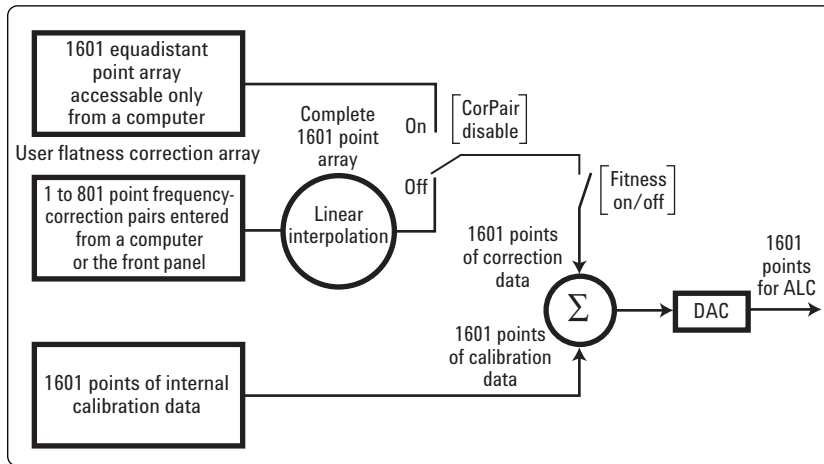 1601 equadistant
point array
accessable only
from a computer
User flatness correction array
1 to 801 point frequency-
correction pairs entered
from a computer
or the front panel
Complete
1601 point
array
Linear
interpolation
On
Off
CorPair
disable
Fitness
on/off
1601 points
of correction
data
Σ
1601 points
of calibration
data
DAC
1601
points
for ALC
1601 points of internal
calibration data